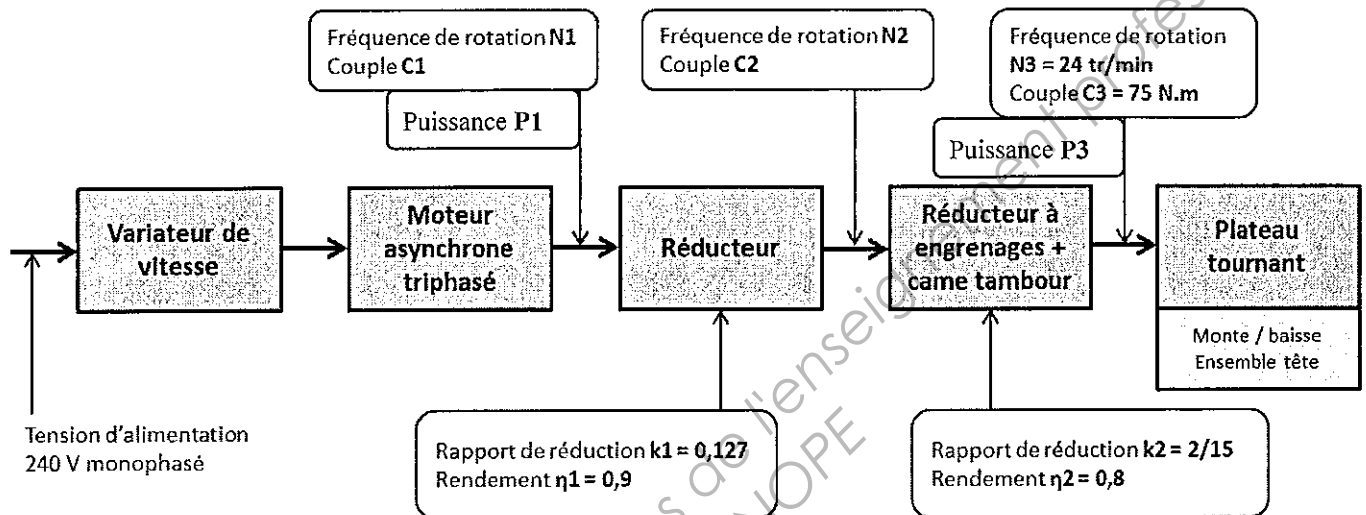 Fréquence de rotation N1
Couple C1
Puissance P1
Fréquence de rotation N2
Couple C2
Fréquence de rotation
N3 = 24 tr/min
Couple C3 = 75 N.m
Puissance P3
Variateur de
vitesse
Moteur
asynchrone
triphasé
Réducteur
Réducteur à
engrenages +
came tambour
Plateau
tournant
Monte / baisse
Ensemble tête
Tension d'alimentation
240 V monophasé
Rapport de réduction k1 = 0,127
Rendement η1 = 0,9
Rapport de réduction k2 = 2/15
Rendement η2 = 0,8
de l'enseignement profes